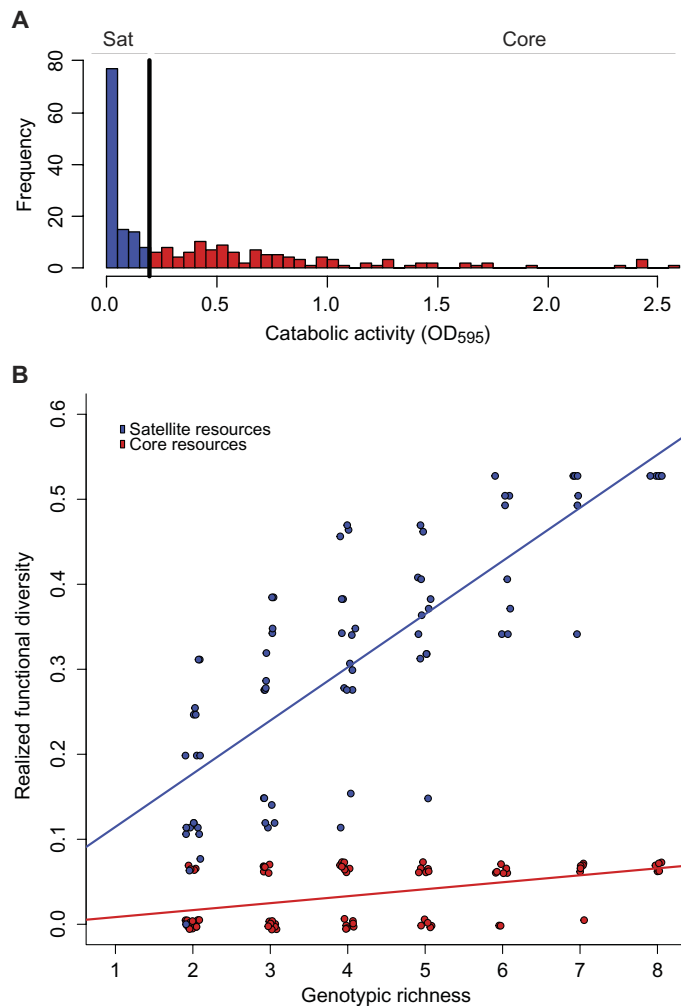 A
Sat Core
80
60
40
20
0
Frequency
0.0 0.5 1.0 1.5 2.0 2.5
Catabolic activity (OD595)
B
Satellite resources
Core resources
0.6
0.5
0.4
0.3
0.2
0.1
0.0
Realized functional diversity
1 2 3 4 5 6 7 8
Genotypic richness